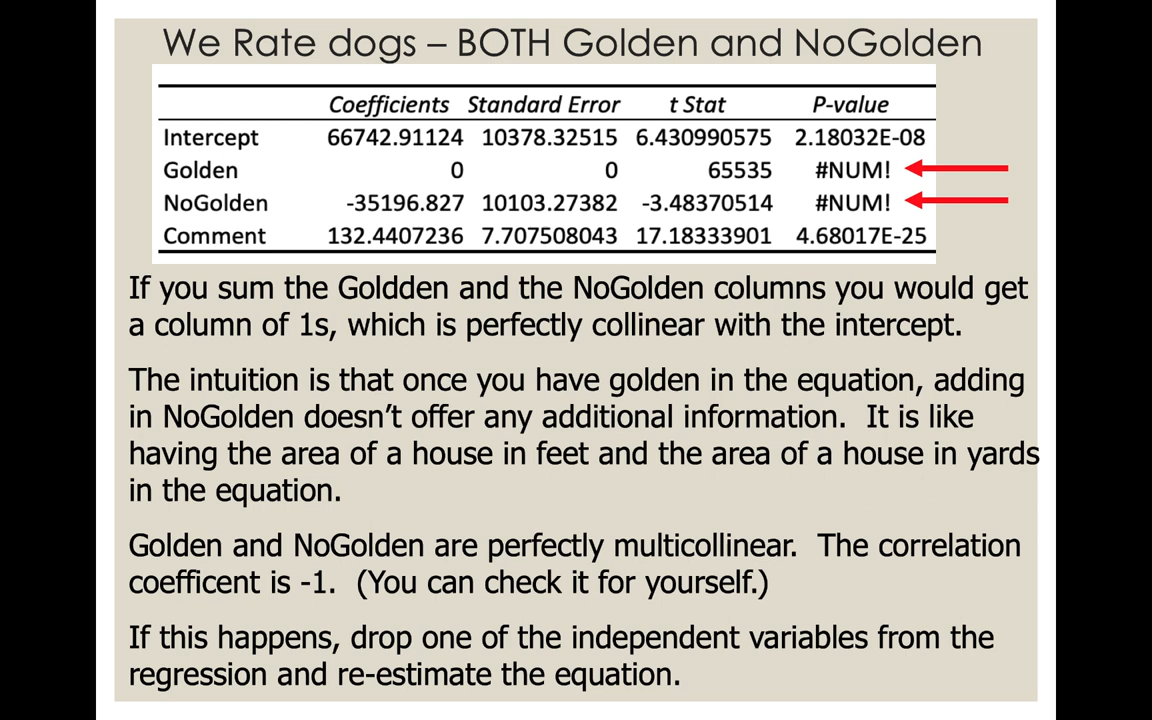 We Rate dogs – BOTH Golden and NoGolden
Coefficients Standard Error t Stat P-value
Intercept 66742.91124 10378.32515 6.430990575 2.18032E-08
Golden 0 0 65535 #NUM!
NoGolden -35196.827 10103.27382 -3.48370514 #NUM!
Comment 132.4407236 7.707508043 17.18333901 4.68017E-25
If you sum the Goldden and the NoGolden columns you would get
a column of 1s, which is perfectly collinear with the intercept.
The intuition is that once you have golden in the equation, adding
in NoGolden doesn’t offer any additional information. It is like
having the area of a house in feet and the area of a house in yards
in the equation.
Golden and NoGolden are perfectly multicollinear. The correlation
coefficent is -1. (You can check it for yourself.)
If this happens, drop one of the independent variables from the
regression and re-estimate the equation.